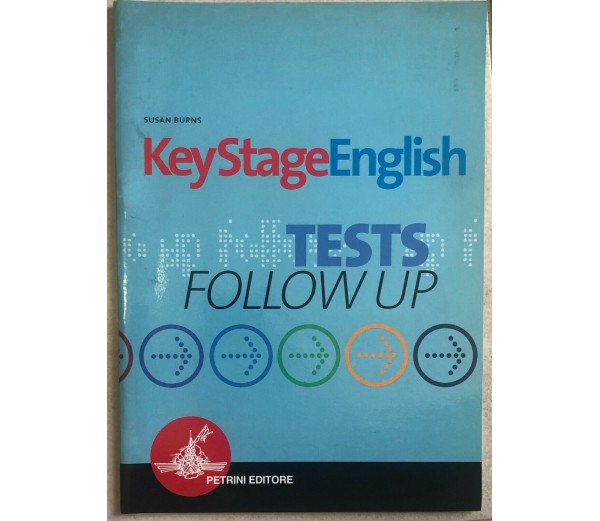 SUSAN BURNS
KeyStageEnglish
TESTS
FOLLOW UP
PETRINI EDITORE